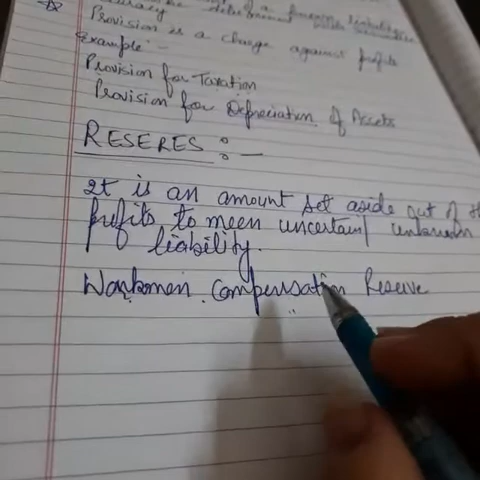 of a
Provision is a charge against profits
Example -
Provision for Taxation
Provision for Depreciation of Assets
RESERES : —
It is an amount set aside out of
profits to meen uncertain/ unknown
liability.
Workmen Compensation Reserve